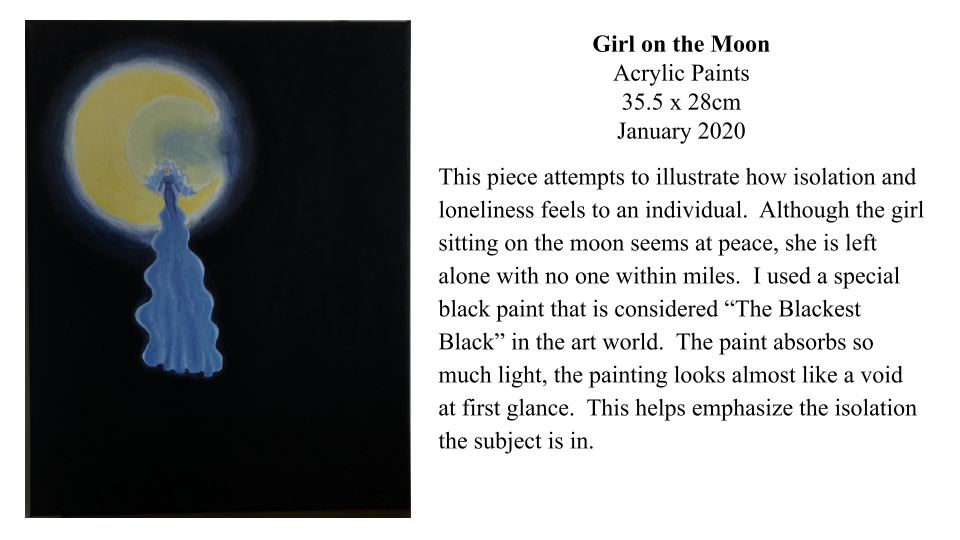 Girl on the Moon
Acrylic Paints
35.5 x 28cm
January 2020
This piece attempts to illustrate how isolation and
loneliness feels to an individual.  Although the girl
sitting on the moon seems at peace, she is left
alone with no one within miles.  I used a special
black paint that is considered “The Blackest
Black” in the art world.  The paint absorbs so
much light, the painting looks almost like a void
at first glance.  This helps emphasize the isolation
the subject is in.